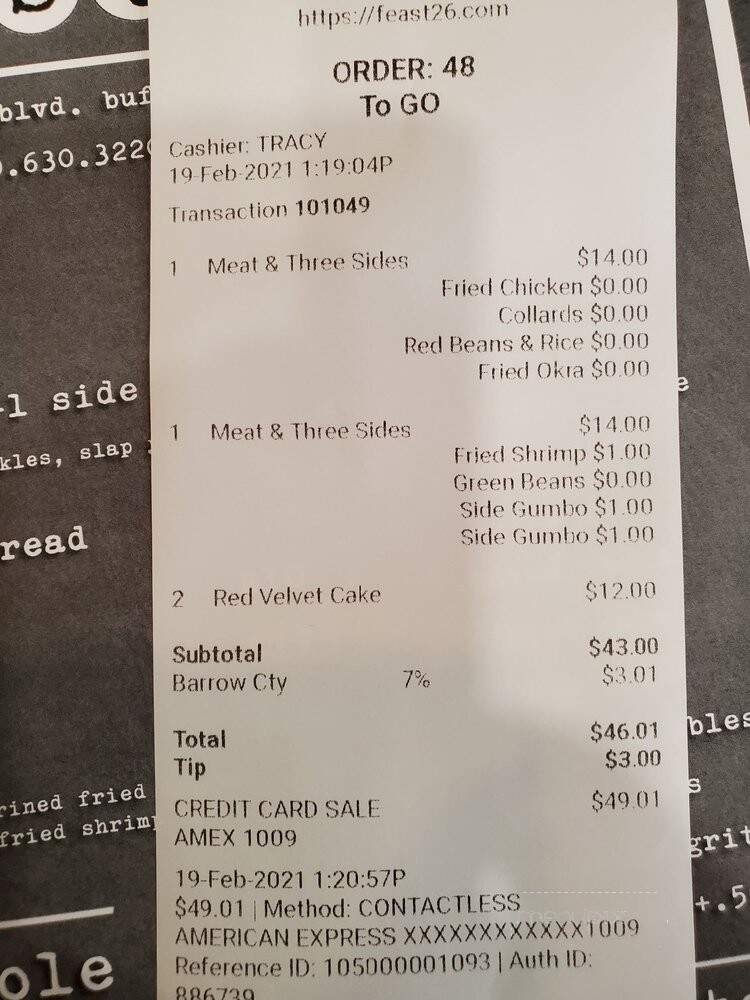 https://feast26.com
ORDER: 48
To GO
Cashier: TRACY
19-Feb-2021 1:19:04P
Transaction 101049
1 Meat & Three Sides $14.00
Fried Chicken $0.00
Collards $0.00
Red Beans & Rice $0.00
Fried Okra $0.00
1 Meat & Three Sides $14.00
Fried Shrimp $1.00
Green Beans $0.00
Side Gumbo $1.00
Side Gumbo $1.00
2 Red Velvet Cake $12.00
Subtotal $43.00
Barrow Cty 7% $3.01
Total $46.01
Tip $3.00
CREDIT CARD SALE $49.01
AMEX 1009
19-Feb-2021 1:20:57P
$49.01 | Method: CONTACTLESS
AMERICAN EXPRESS XXXXXXXXXXXX1009
Reference ID: 105000001093 | Auth ID:
886739
blvd. buf
.630.3220
l side
kles, slap
read
rined fried
fried shrimp
ole
e
bles
s
grit
+.5